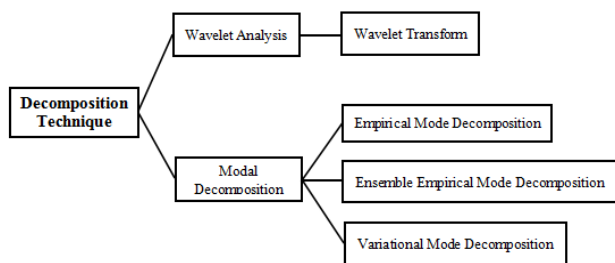 Wavelet Analysis
Wavelet Transform
Decomposition
Technique
Empirical Mode Decomposition
Modal
Decomposition
Ensemble Empirical Mode Decomposition
Variational Mode Decomposition